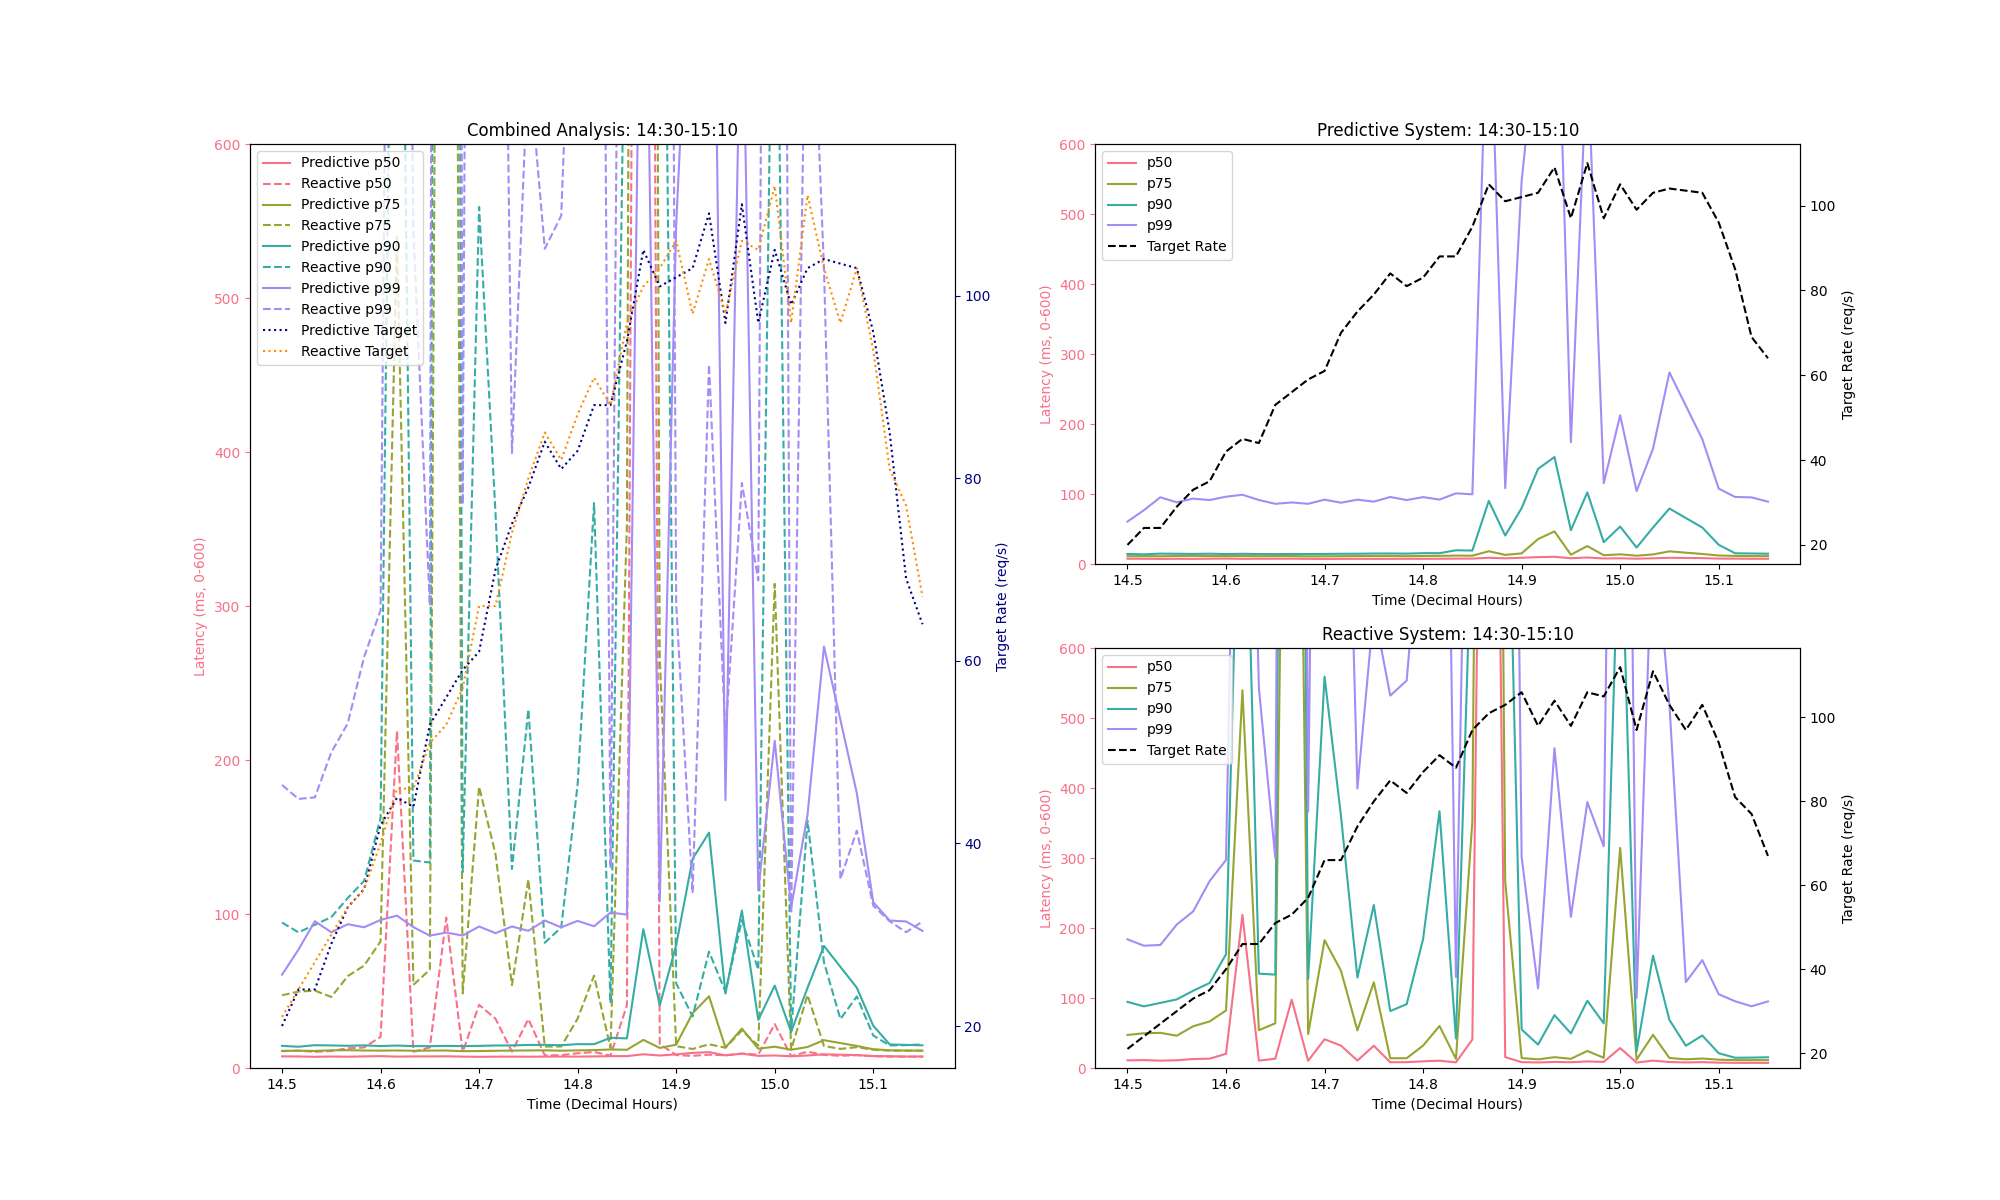 Combined Analysis: 14:30-15:10
600
500
400
300
200
100
0
Latency (ms, 0-600)
Predictive p50
Reactive p50
Predictive p75
Reactive p75
Predictive p90
Reactive p90
Predictive p99
Reactive p99
Predictive Target
Reactive Target
100
80
60
40
20
Target Rate (req/s)
14.5 14.6 14.7 14.8 14.9 15.0 15.1
Time (Decimal Hours)
Predictive System: 14:30-15:10
600
500
400
300
200
100
0
Latency (ms, 0-600)
p50
p75
p90
p99
Target Rate
100
80
60
40
20
Target Rate (req/s)
14.5 14.6 14.7 14.8 14.9 15.0 15.1
Time (Decimal Hours)
Reactive System: 14:30-15:10
600
500
400
300
200
100
0
Latency (ms, 0-600)
p50
p75
p90
p99
Target Rate
100
80
60
40
20
Target Rate (req/s)
14.5 14.6 14.7 14.8 14.9 15.0 15.1
Time (Decimal Hours)